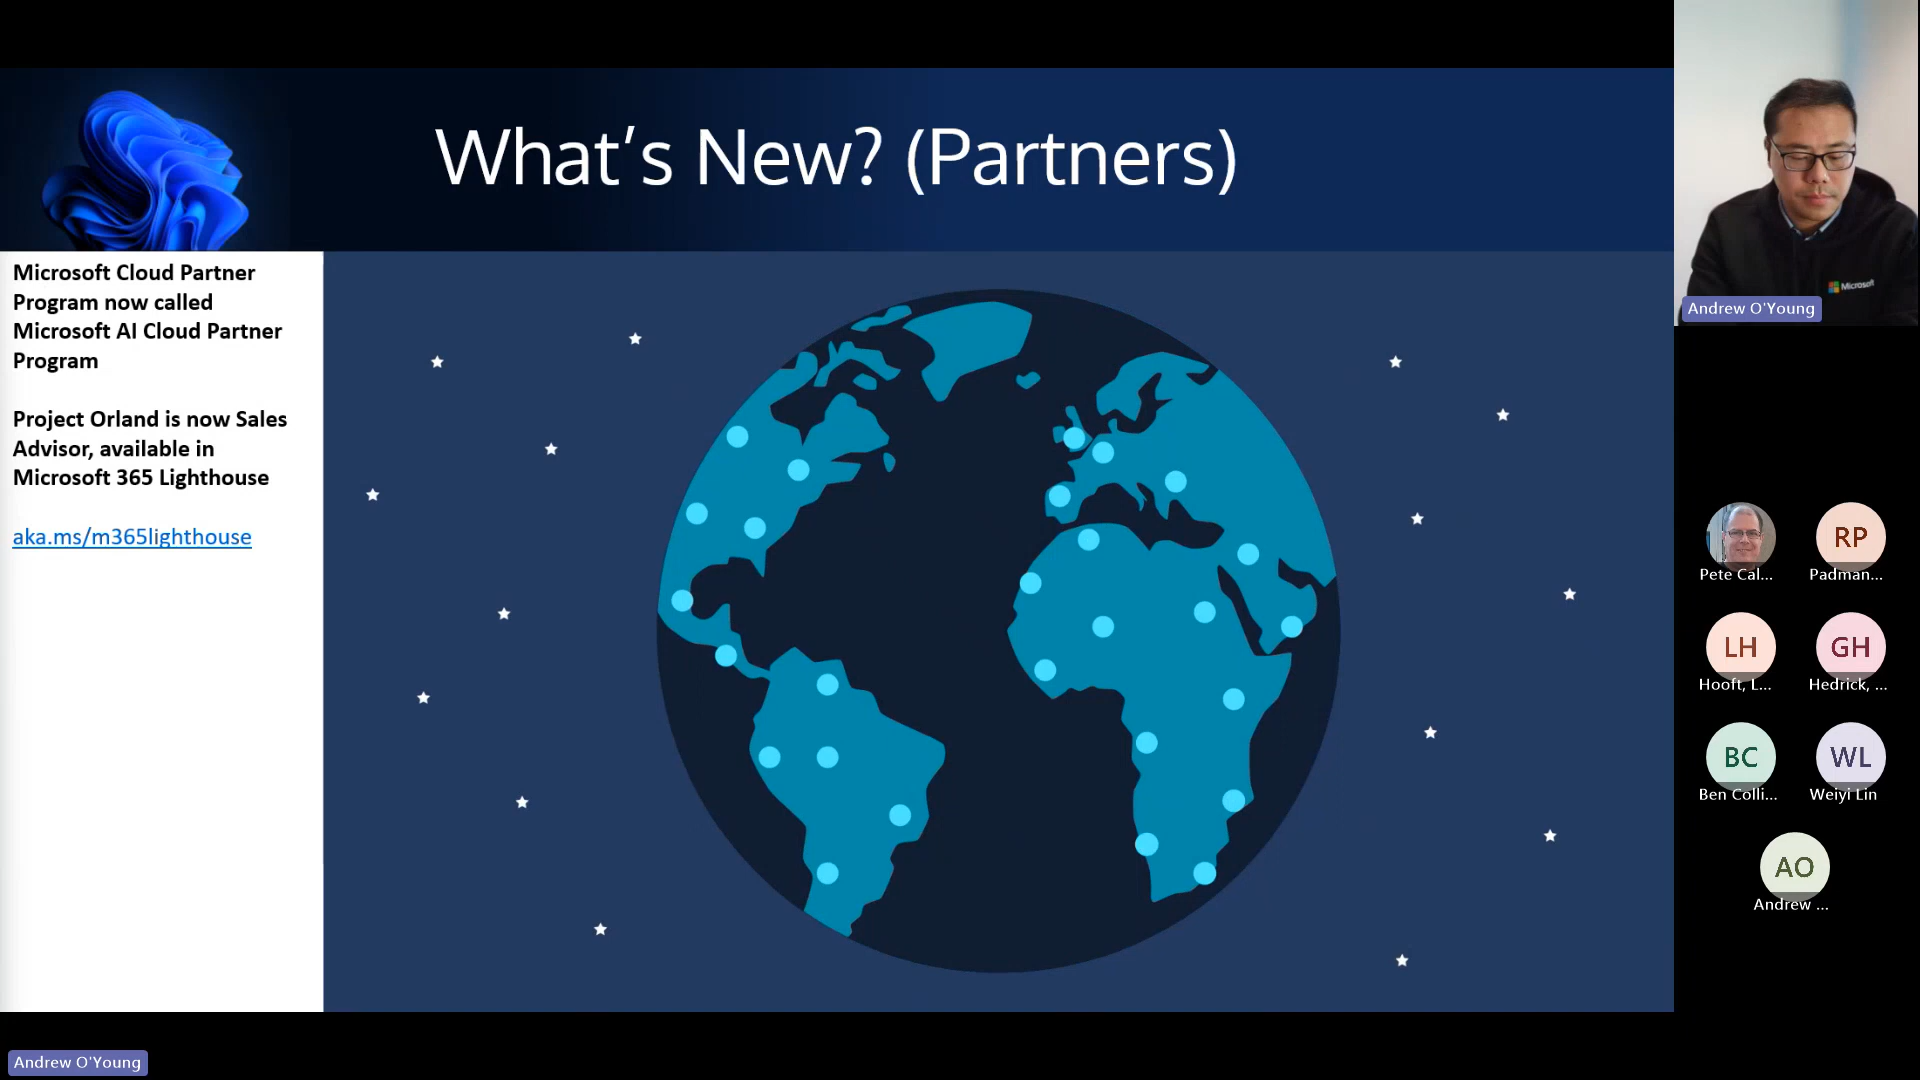 What's New? (Partners)
Microsoft Cloud Partner
Program now called
Microsoft AI Cloud Partner
Program
Project Orland is now Sales
Advisor, available in
Microsoft 365 Lighthouse
aka.ms/m365lighthouse
Microsoft
Andrew O'Young
RP
Pete Cal...
Padman...
LH
GH
Hooft, L...
Hedrick, ...
BC
WL
Ben Colli...
Weiyi Lin
AO
Andrew ...
Andrew O'Young